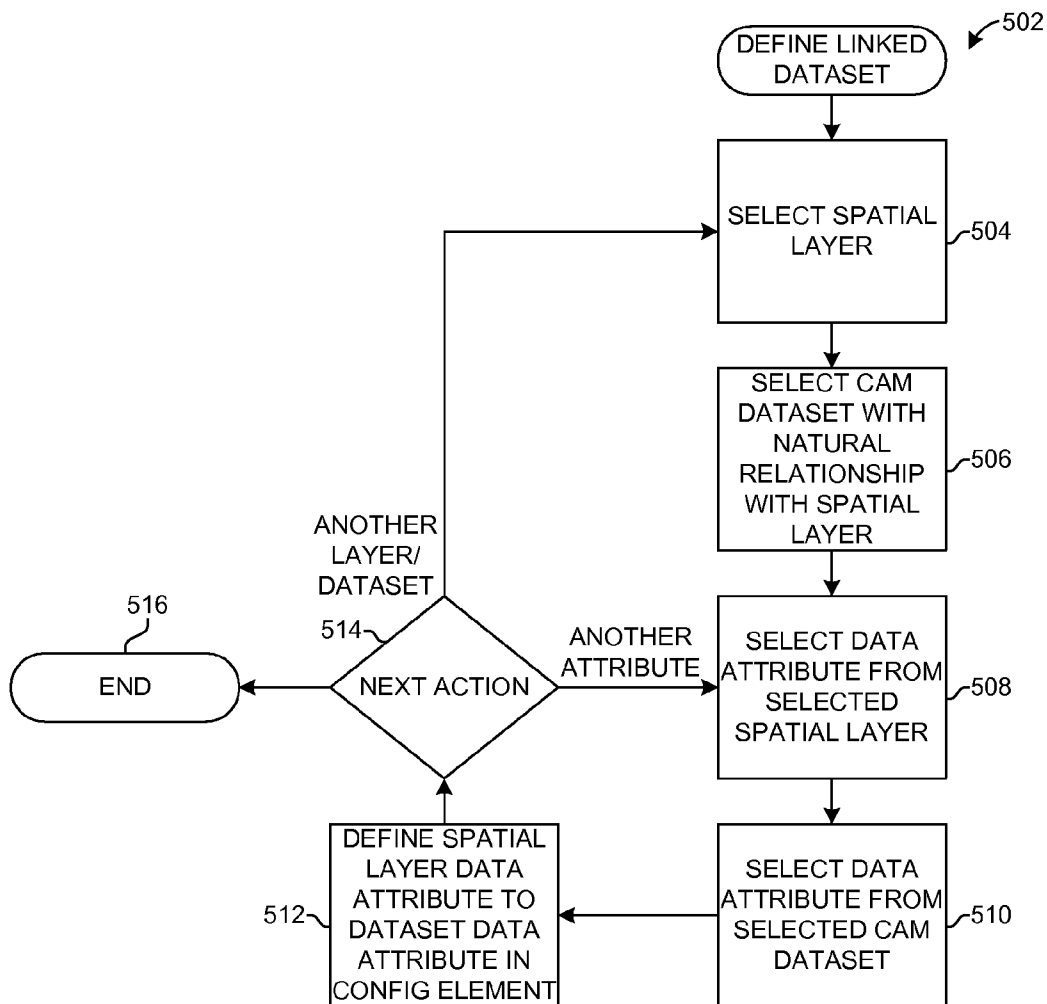 DEFINE LINKED
DATASET
502
SELECT SPATIAL
LAYER
504
SELECT CAM
DATASET WITH
NATURAL
RELATIONSHIP
WITH SPATIAL
LAYER
506
ANOTHER
LAYER/
DATASET
516
END
514
NEXT ACTION
ANOTHER
ATTRIBUTE
SELECT DATA
ATTRIBUTE FROM
SELECTED
SPATIAL LAYER
508
DEFINE SPATIAL
LAYER DATA
ATTRIBUTE TO
DATASET DATA
ATTRIBUTE IN
CONFIG ELEMENT
512
SELECT DATA
ATTRIBUTE FROM
SELECTED CAM
DATASET
510